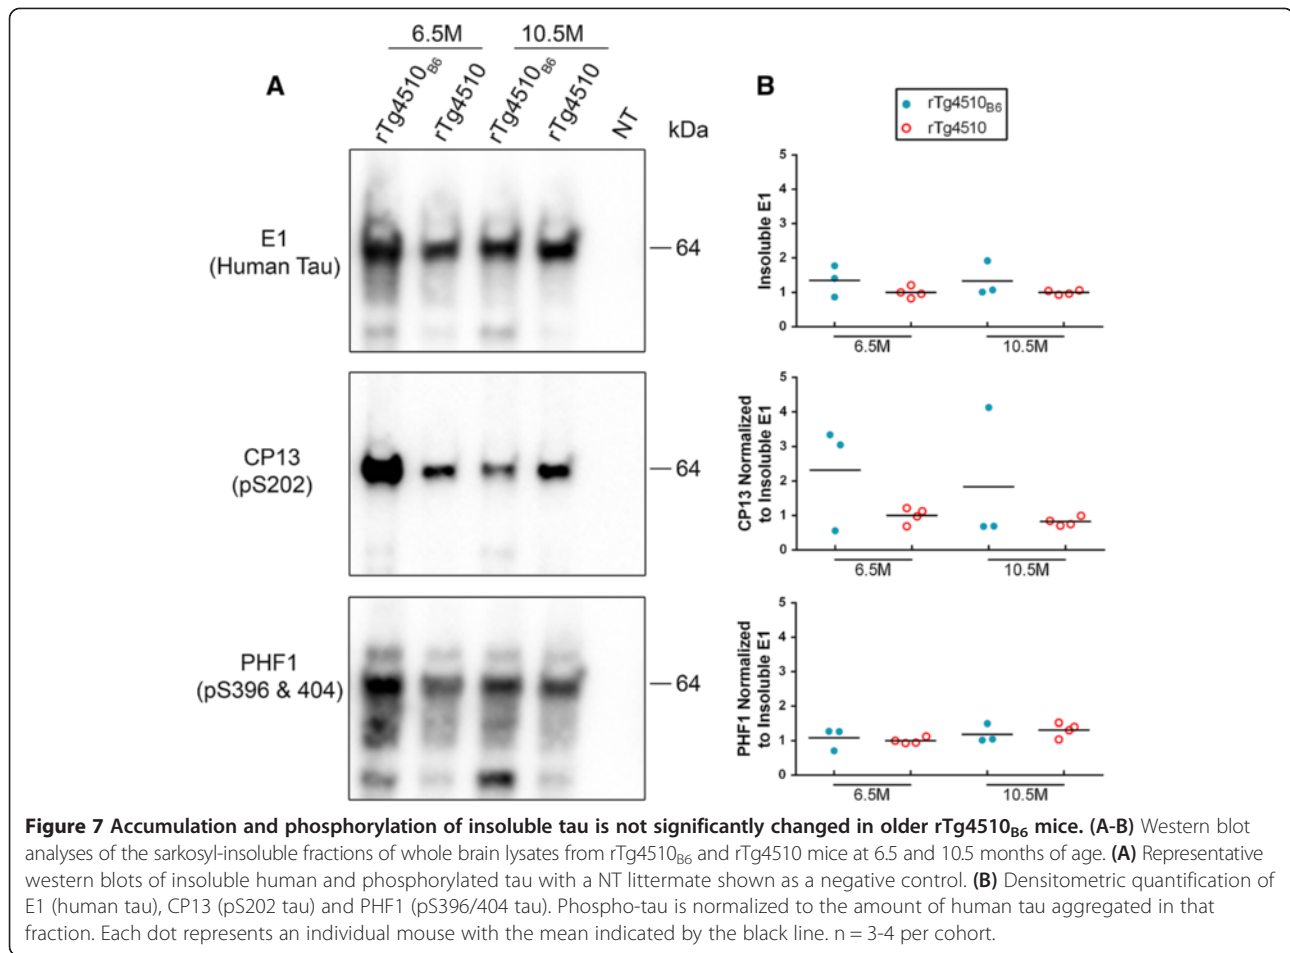 6.5M
10.5M
A
rTg4510B6
rTg4510
rTg4510B6
rTg4510
NT
kDa
E1
(Human Tau)
64
CP13
(pS202)
64
PHF1
(pS396 & 404)
64
B
rTg4510B6
rTg4510
Insoluble E1
5
4
3
2
1
0
6.5M
10.5M
CP13 Normalized
to Insoluble E1
5
4
3
2
1
0
6.5M
10.5M
PHF1 Normalized
to Insoluble E1
5
4
3
2
1
0
6.5M
10.5M
Figure 7 Accumulation and phosphorylation of insoluble tau is not significantly changed in older rTg4510B6 mice. (A-B) Western blot
analyses of the sarkosyl-insoluble fractions of whole brain lysates from rTg4510B6 and rTg4510 mice at 6.5 and 10.5 months of age. (A) Representative
western blots of insoluble human and phosphorylated tau with a NT littermate shown as a negative control. (B) Densitometric quantification of
E1 (human tau), CP13 (pS202 tau) and PHF1 (pS396/404 tau). Phospho-tau is normalized to the amount of human tau aggregated in that
fraction. Each dot represents an individual mouse with the mean indicated by the black line. n = 3-4 per cohort.